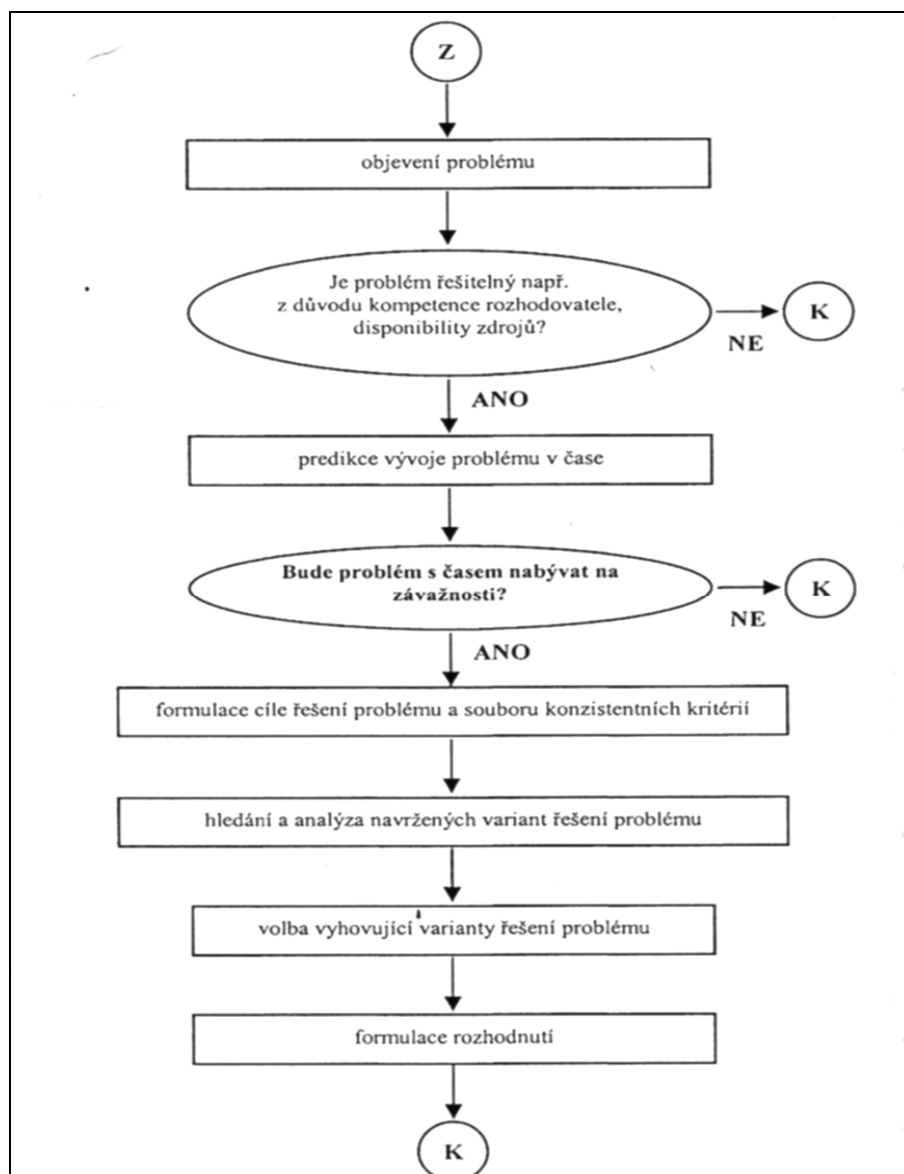 Z
objevení problému
Je problém řešitelný např.
z důvodu kompetence rozhodovatele,
disponibility zdrojů?
K
NE
ANO
predikce vývoje problému v čase
Bude problém s časem nabývat na
závažnosti?
K
NE
ANO
formulace cíle řešení problému a souboru konzistentních kritérií
hledání a analýza navržených variant řešení problému
volba vyhovující varianty řešení problému
formulace rozhodnutí
K